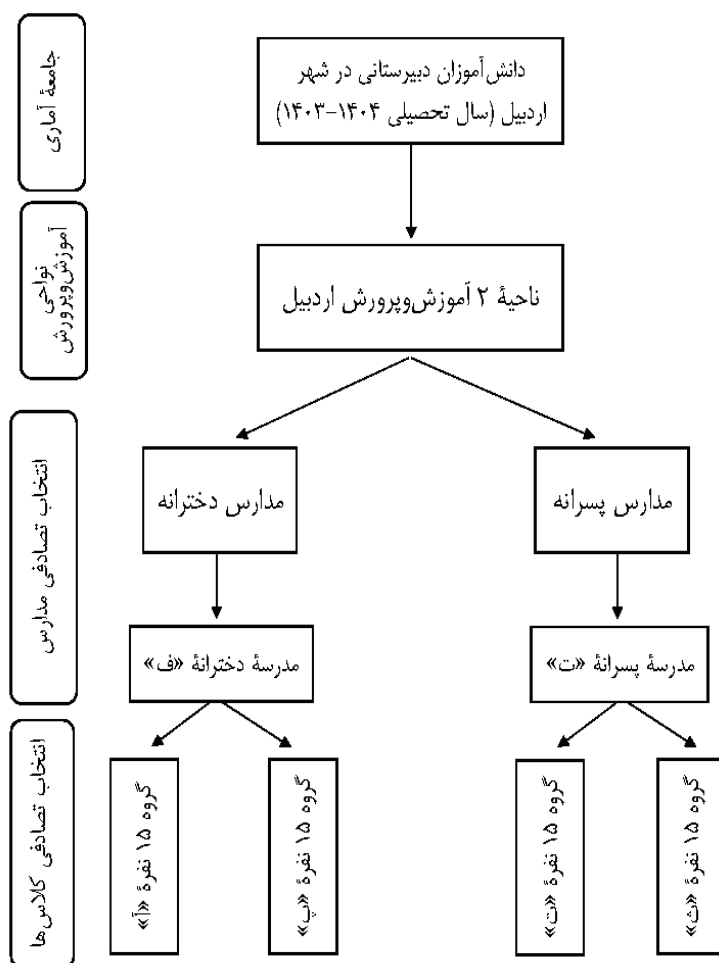 جامعهٔ آماری
دانش‌آموزان دبیرستانی در شهر
اردبیل (سال تحصیلی ۱۴۰۴-۱۴۰۳)
نواحی
آموزش‌وپرورش
ناحیهٔ ۲ آموزش‌وپرورش اردبیل
انتخاب تصادفی مدارس
مدارس پسرانه
مدارس دخترانه
مدرسهٔ پسرانهٔ «ت»
مدرسهٔ دخترانهٔ «ف»
انتخاب تصادفی کلاس‌ها
گروه ۱۵ نفرهٔ «ث»
گروه ۱۵ نفرهٔ «ت»
گروه ۱۵ نفرهٔ «پ»
گروه ۱۵ نفرهٔ «آ»